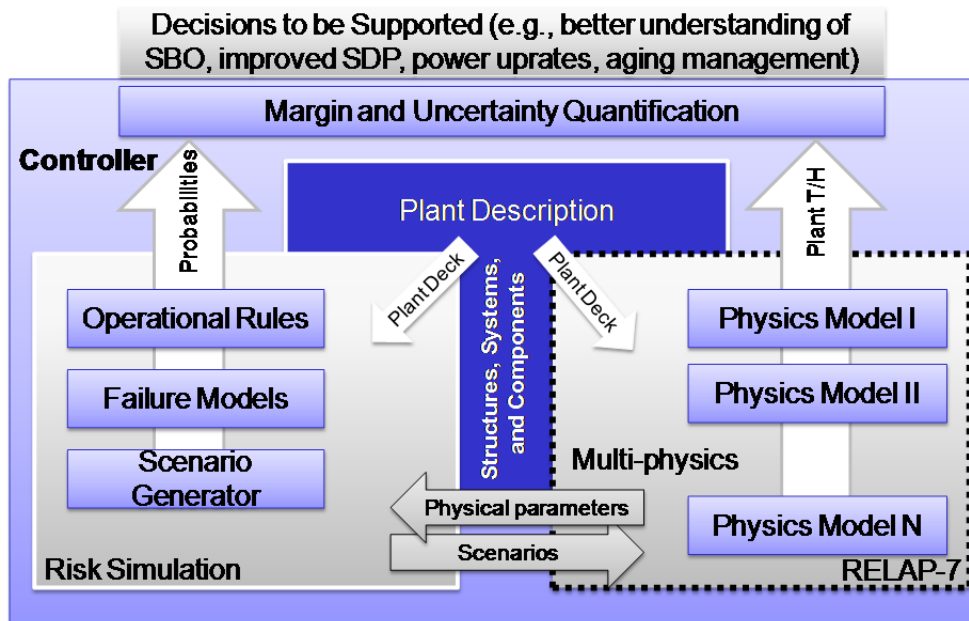 Decisions to be Supported (e.g., better understanding of
SBO, improved SDP, power uprates, aging management)
Margin and Uncertainty Quantification
Controller
Probabilities
Plant T/H
Plant Description
Plant Deck
Plant Deck
Structures, Systems,
and Components
Operational Rules
Failure Models
Scenario
Generator
Physics Model I
Physics Model II
Multi-physics
Physics Model N
Physical parameters
Scenarios
Risk Simulation
RELAP-7